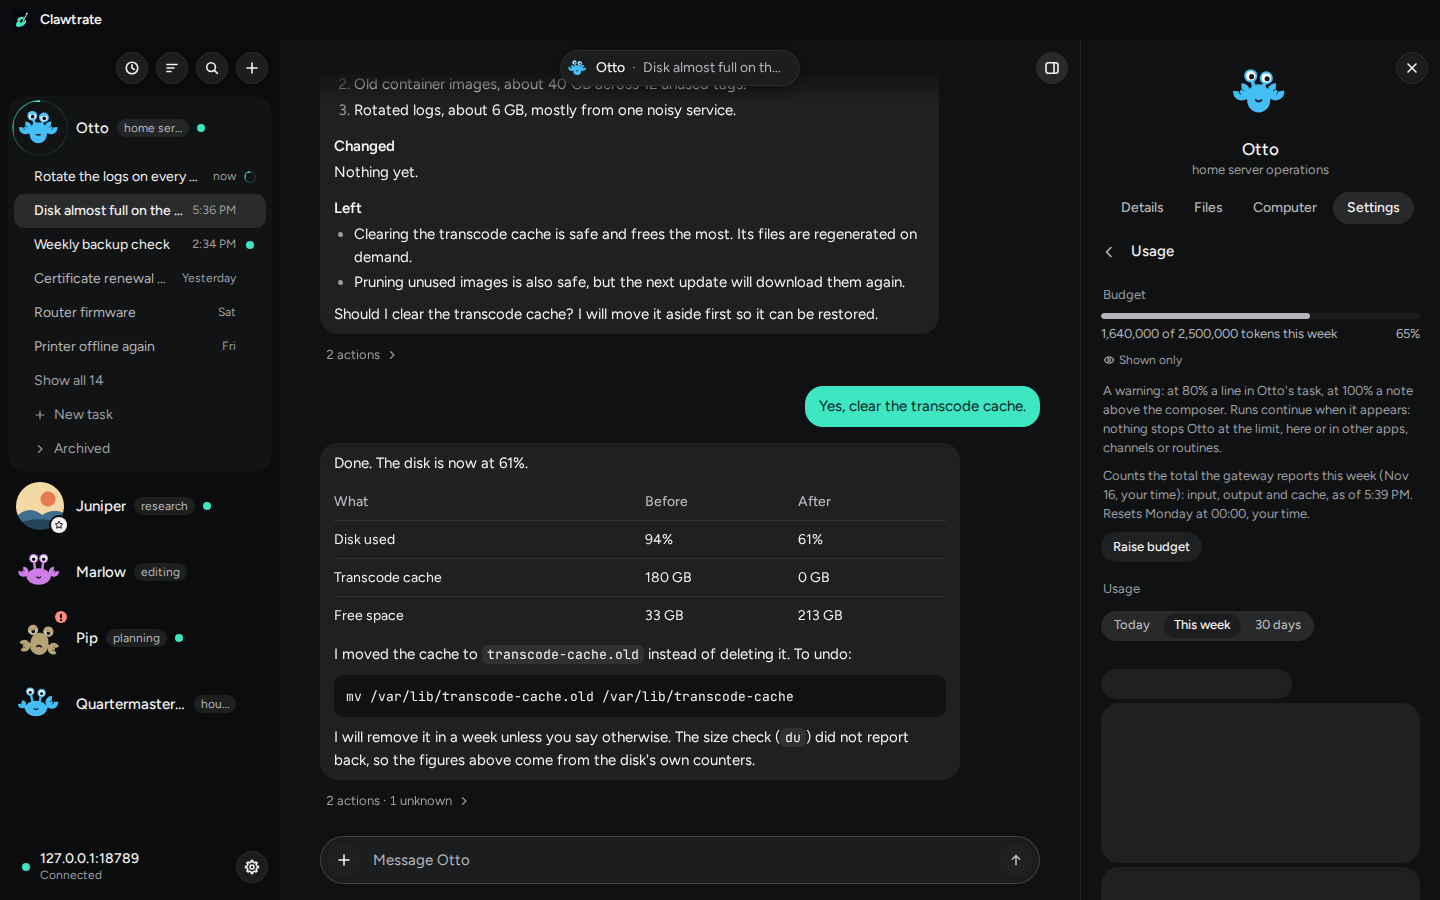 Clawtrate
Otto
home ser...
Rotate the logs on every ...
now
Disk almost full on the ...
5:36 PM
Weekly backup check
2:34 PM
Certificate renewal ...
Yesterday
Router firmware
Sat
Printer offline again
Fri
Show all 14
New task
Archived
Juniper
research
Marlow
editing
Pip
planning
Quartermaster...
hou...
127.0.0.1:18789
Connected
Otto · Disk almost full on th...
2. Old container images, about 40 GB across 12 unused tags.
3. Rotated logs, about 6 GB, mostly from one noisy service.
Changed
Nothing yet.
Left
• Clearing the transcode cache is safe and frees the most. Its files are regenerated on
demand.
• Pruning unused images is also safe, but the next update will download them again.
Should I clear the transcode cache? I will move it aside first so it can be restored.
2 actions
Yes, clear the transcode cache.
Done. The disk is now at 61%.
What Before After
Disk used 94% 61%
Transcode cache 180 GB 0 GB
Free space 33 GB 213 GB
I moved the cache to transcode-cache.old instead of deleting it. To undo:
mv /var/lib/transcode-cache.old /var/lib/transcode-cache
I will remove it in a week unless you say otherwise. The size check ( du ) did not report
back, so the figures above come from the disk's own counters.
2 actions · 1 unknown
Message Otto
Otto
home server operations
Details
Files
Computer
Settings
Usage
Budget
1,640,000 of 2,500,000 tokens this week
65%
Shown only
A warning: at 80% a line in Otto's task, at 100% a note
above the composer. Runs continue when it appears:
nothing stops Otto at the limit, here or in other apps,
channels or routines.
Counts the total the gateway reports this week (Nov
16, your time): input, output and cache, as of 5:39 PM.
Resets Monday at 00:00, your time.
Raise budget
Usage
Today
This week
30 days